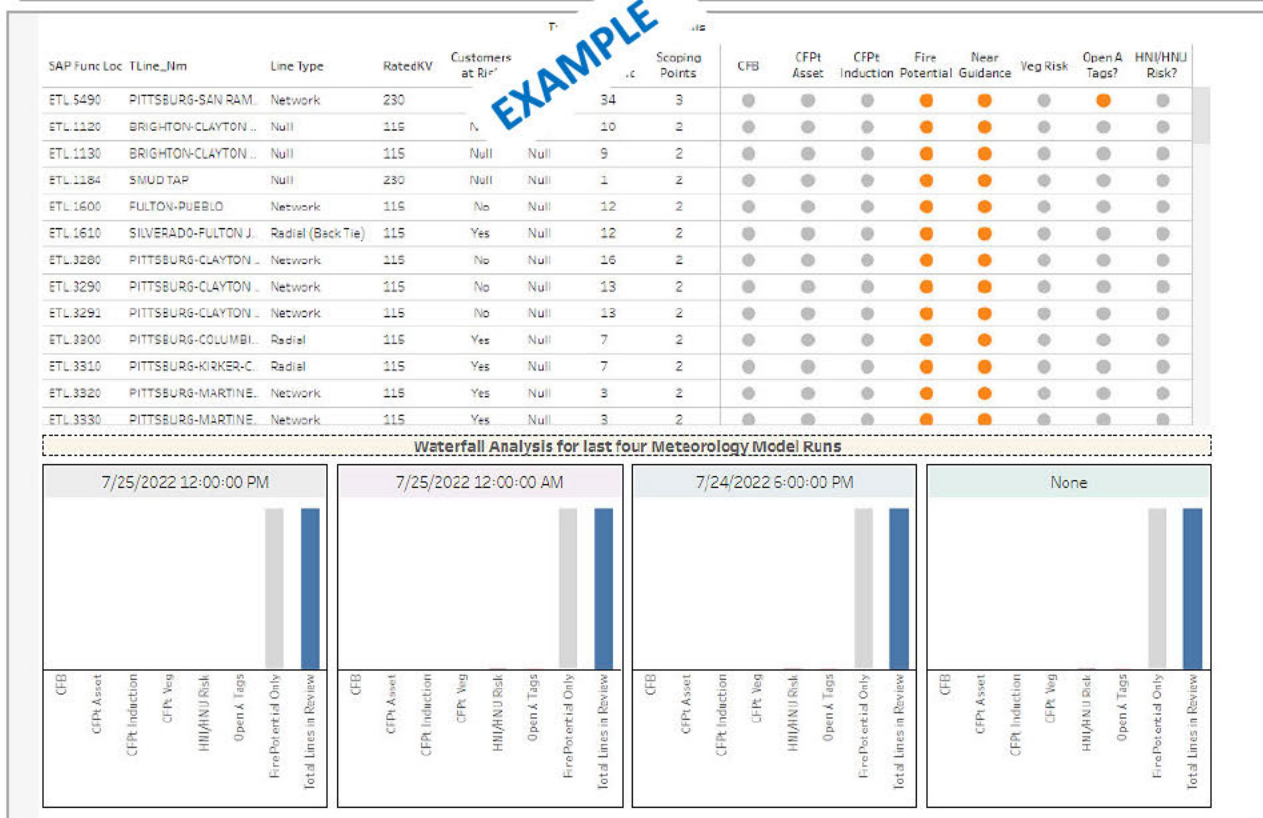 EXAMPLE
SAP Func Loc TLine_Nm Line Type RatedKV Customers at Scoping Points CFB CFPt Asset CFPt Induction Fire Potential Near Guidance Veg Risk Open A Tags? HNI/HNU Risk?
ETL.5490 PITTSBURG-SAN RAM.. Network 230 34 3
ETL.1120 BRIGHTON-CLAYTON .. Null 115 10 2
ETL.1130 BRIGHTON-CLAYTON .. Null 115 Null Null 9 2
ETL.1184 SMUD TAP Null 230 Null Null 1 2
ETL.1600 FULTON-PUEBLO Network 115 No Null 12 2
ETL.1610 SILVERADO-FULTON J.. Radial (Back Tie) 115 Yes Null 12 2
ETL.3280 PITTSBURG-CLAYTON .. Network 115 No Null 16 2
ETL.3290 PITTSBURG-CLAYTON .. Network 115 No Null 13 2
ETL.3291 PITTSBURG-CLAYTON .. Network 115 No Null 13 2
ETL.3300 PITTSBURG-COLUMBI.. Radial 115 Yes Null 7 2
ETL.3310 PITTSBURG-KIRKER-C.. Radial 115 Yes Null 7 2
ETL.3320 PITTSBURG-MARTINE.. Network 115 Yes Null 3 2
ETL.3330 PITTSBURG-MARTINE.. Network 115 Yes Null 3 2
Waterfall Analysis for last four Meteorology Model Runs
7/25/2022 12:00:00 PM
CFB
CFPt Asset
CFPt Induction
CFPt Veg
HNI/HNU Risk
Open A Tags
FirePotential Only
Total Lines in Review
7/25/2022 12:00:00 AM
CFB
CFPt Asset
CFPt Induction
CFPt Veg
HNI/HNU Risk
Open A Tags
FirePotential Only
Total Lines in Review
7/24/2022 6:00:00 PM
CFB
CFPt Asset
CFPt Induction
CFPt Veg
HNI/HNU Risk
Open A Tags
FirePotential Only
Total Lines in Review
None
CFB
CFPt Asset
CFPt Induction
CFPt Veg
HNI/HNU Risk
Open A Tags
FirePotential Only
Total Lines in Review